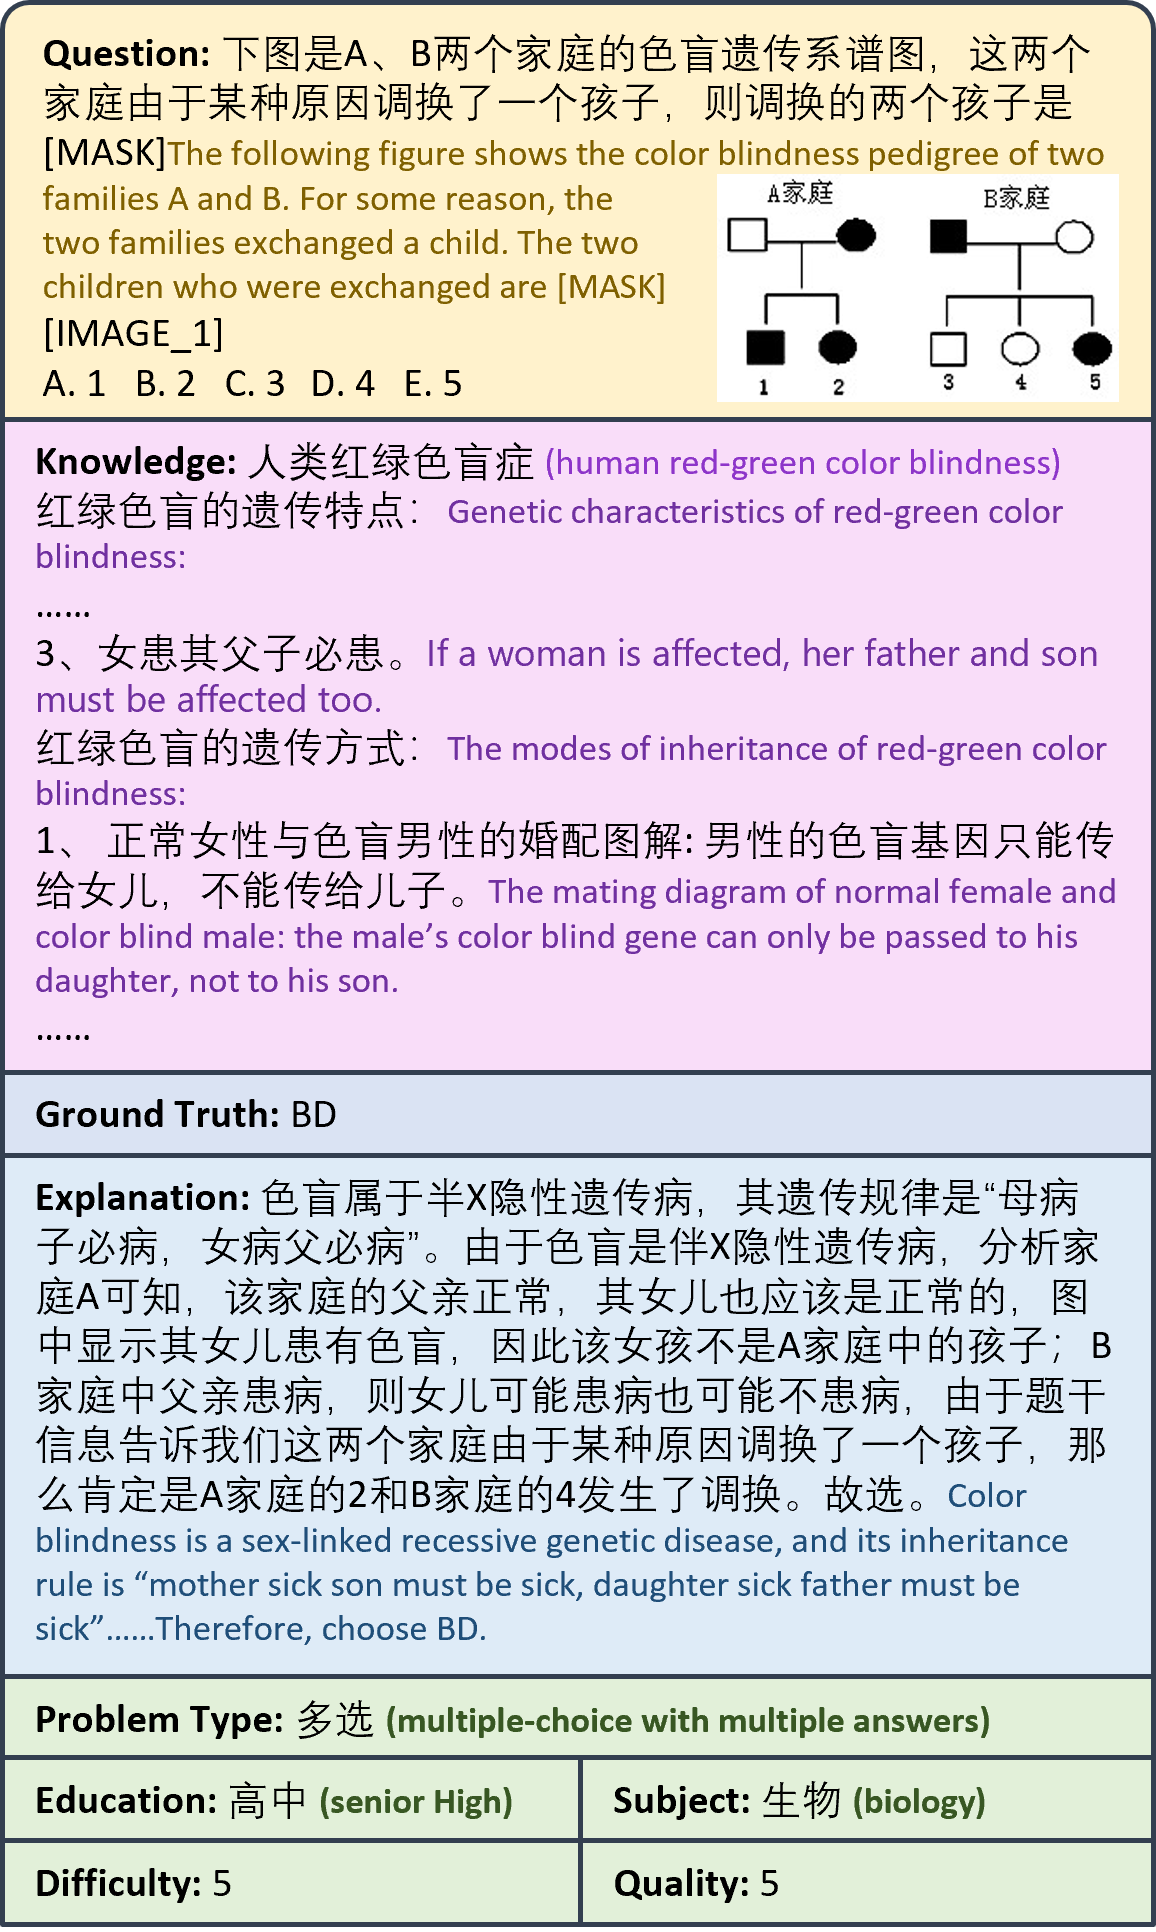 Question: 下图是A、B两个家庭的色盲遗传系谱图，这两个
家庭由于某种原因调换了一个孩子，则调换的两个孩子是
[MASK]The following figure shows the color blindness pedigree of two
families A and B. For some reason, the
two families exchanged a child. The two
children who were exchanged are [MASK]
[IMAGE_1]
A. 1 B. 2 C. 3 D. 4 E. 5
A家庭 B家庭
1 2 3 4 5
Knowledge: 人类红绿色盲症 (human red-green color blindness)
红绿色盲的遗传特点： Genetic characteristics of red-green color
blindness:
......
3、女患其父子必患。If a woman is affected, her father and son
must be affected too.
红绿色盲的遗传方式： The modes of inheritance of red-green color
blindness:
1、 正常女性与色盲男性的婚配图解: 男性的色盲基因只能传
给女儿，不能传给儿子。The mating diagram of normal female and
color blind male: the male’s color blind gene can only be passed to his
daughter, not to his son.
......
Ground Truth: BD
Explanation: 色盲属于半X隐性遗传病，其遗传规律是“母病
子必病，女病父必病”。由于色盲是伴X隐性遗传病，分析家
庭A可知，该家庭的父亲正常，其女儿也应该是正常的，图
中显示其女儿患有色盲，因此该女孩不是A家庭中的孩子；B
家庭中父亲患病，则女儿可能患病也可能不患病，由于题干
信息告诉我们这两个家庭由于某种原因调换了一个孩子，那
么肯定是A家庭的2和B家庭的4发生了调换。故选。Color
blindness is a sex-linked recessive genetic disease, and its inheritance
rule is “mother sick son must be sick, daughter sick father must be
sick”......Therefore, choose BD.
Problem Type: 多选 (multiple-choice with multiple answers)
Education: 高中 (senior High)
Subject: 生物 (biology)
Difficulty: 5
Quality: 5